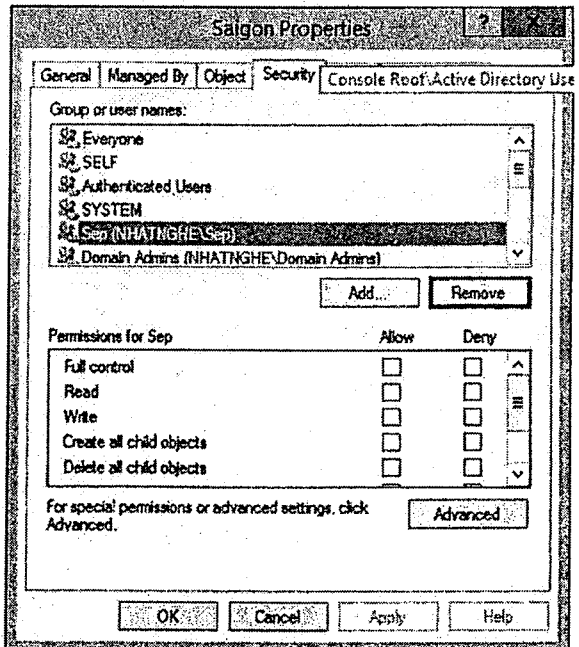 Saigon Properties ? X
General Managed By Object Security Console Root\Active Directory Use
Group or user names:
Everyone
SELF
Authenticated Users
SYSTEM
Sep (NHATNGHE\Sep)
Domain Admins (NHATNGHE\Domain Admins)
Add... Remove
Permissions for Sep Allow Deny
Full control
Read
Write
Create all child objects
Delete all child objects
For special permissions or advanced settings, click
Advanced. Advanced
OK Cancel Apply Help